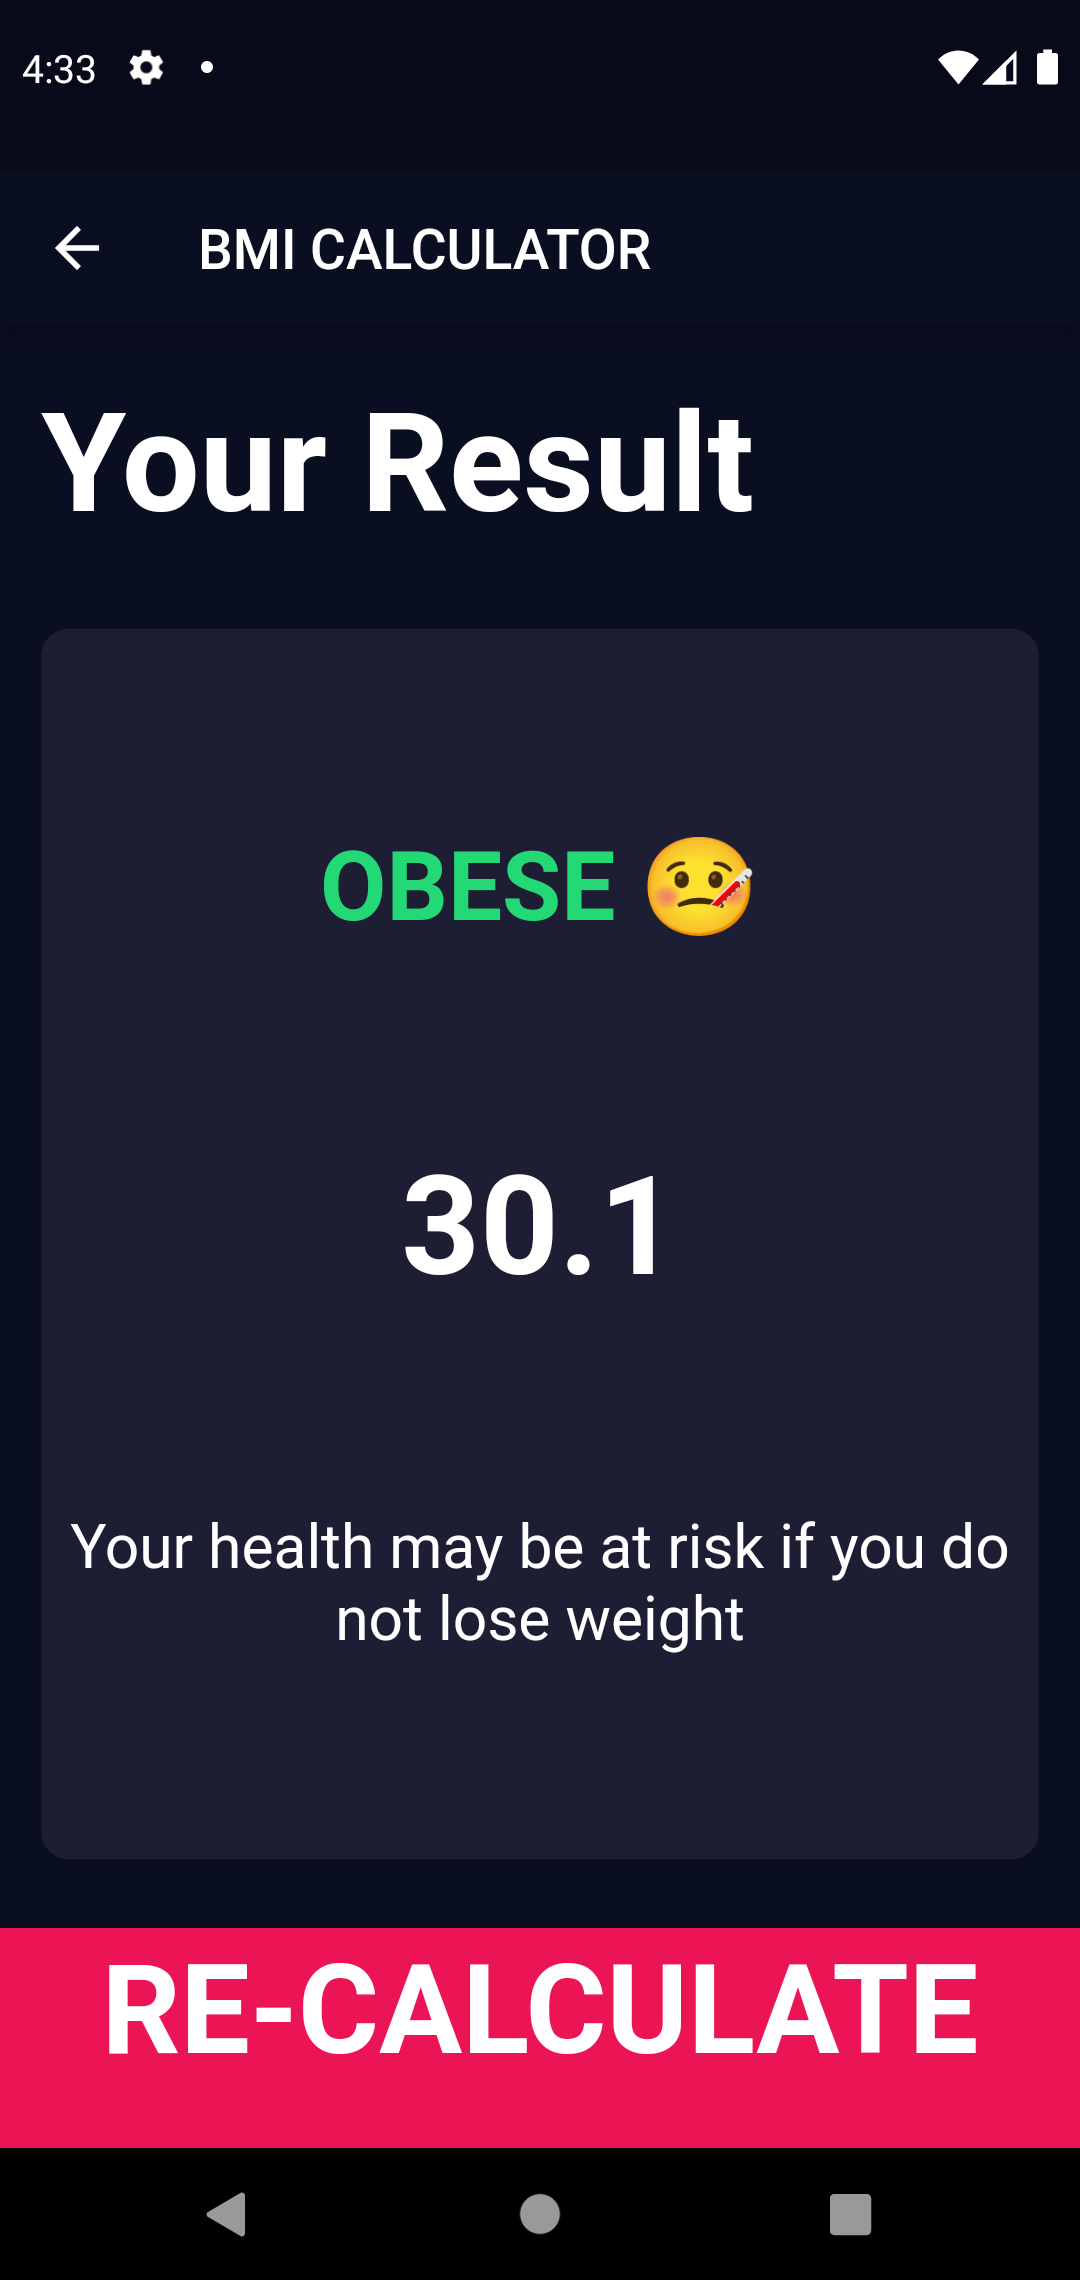 4:33
BMI CALCULATOR
Your Result
OBESE 🤒
30.1
Your health may be at risk if you do
not lose weight
RE-CALCULATE